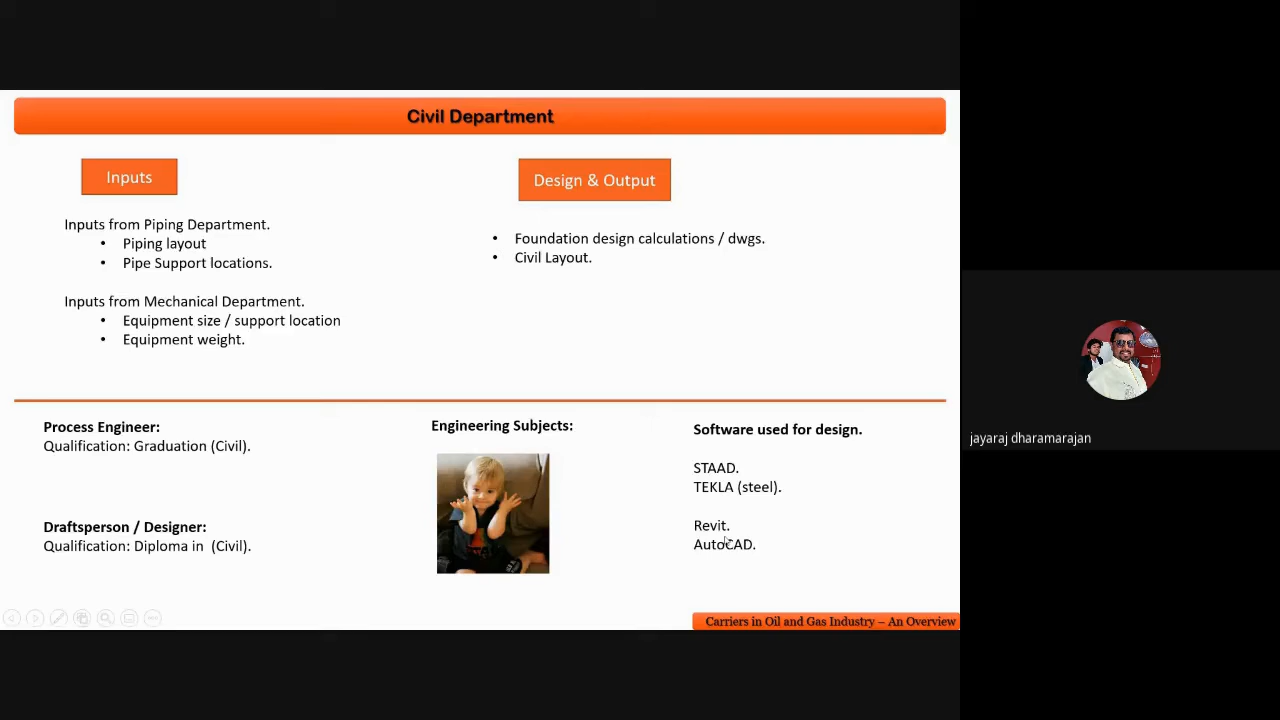 Civil Department
Inputs
Inputs from Piping Department.
• Piping layout
• Pipe Support locations.
Inputs from Mechanical Department.
• Equipment size / support location
• Equipment weight.
Design & Output
• Foundation design calculations / dwgs.
• Civil Layout.
Process Engineer:
Qualification: Graduation (Civil).
Draftsperson / Designer:
Qualification: Diploma in  (Civil).
Engineering Subjects:
Software used for design.
STAAD.
TEKLA (steel).
Revit.
AutoCAD.
Carriers in Oil and Gas Industry – An Overview
jayaraj dharamarajan